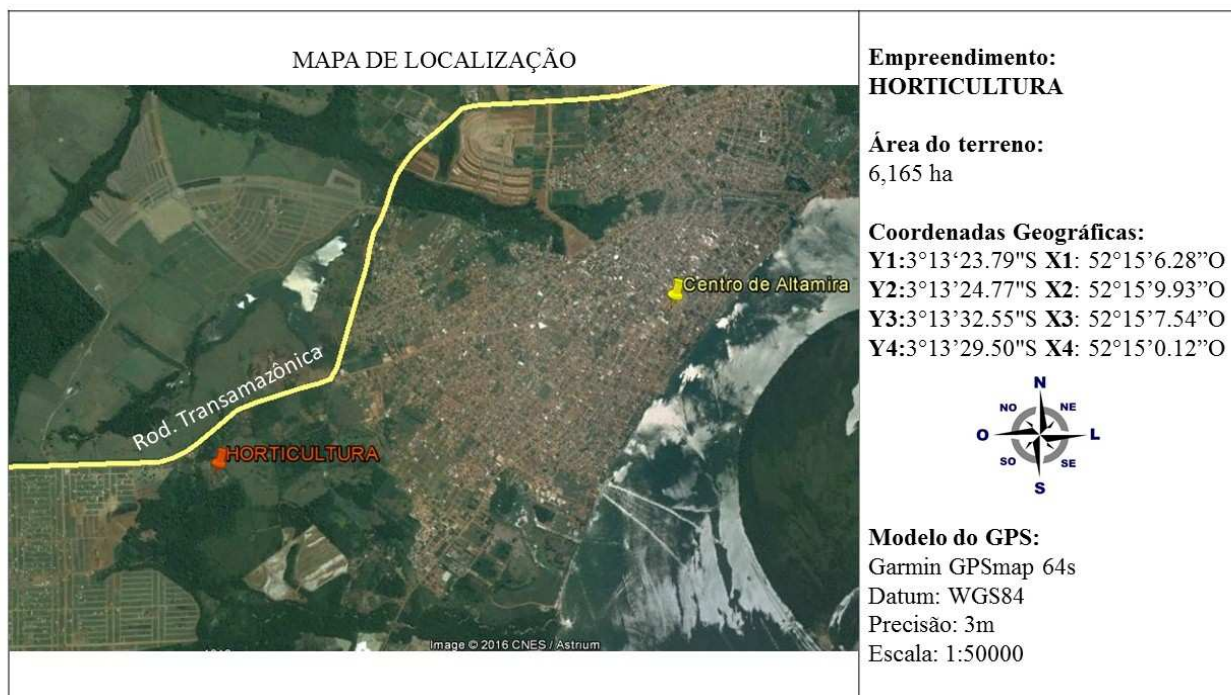 MAPA DE LOCALIZAÇÃO
Rod. Transamazônica
HORTICULTURA
Centro de Altamira
Image © 2016 CNES / Astrium
Empreendimento:
HORTICULTURA
Área do terreno:
6,165 ha
Coordenadas Geográficas:
Y1:3°13‘23.79"S X1: 52°15’6.28”O
Y2:3°13’24.77"S X2: 52°15’9.93”O
Y3:3°13’32.55"S X3: 52°15’7.54”O
Y4:3°13’29.50"S X4: 52°15’0.12”O
N
NO NE
O L
SO SE
S
Modelo do GPS:
Garmin GPSmap 64s
Datum: WGS84
Precisão: 3m
Escala: 1:50000